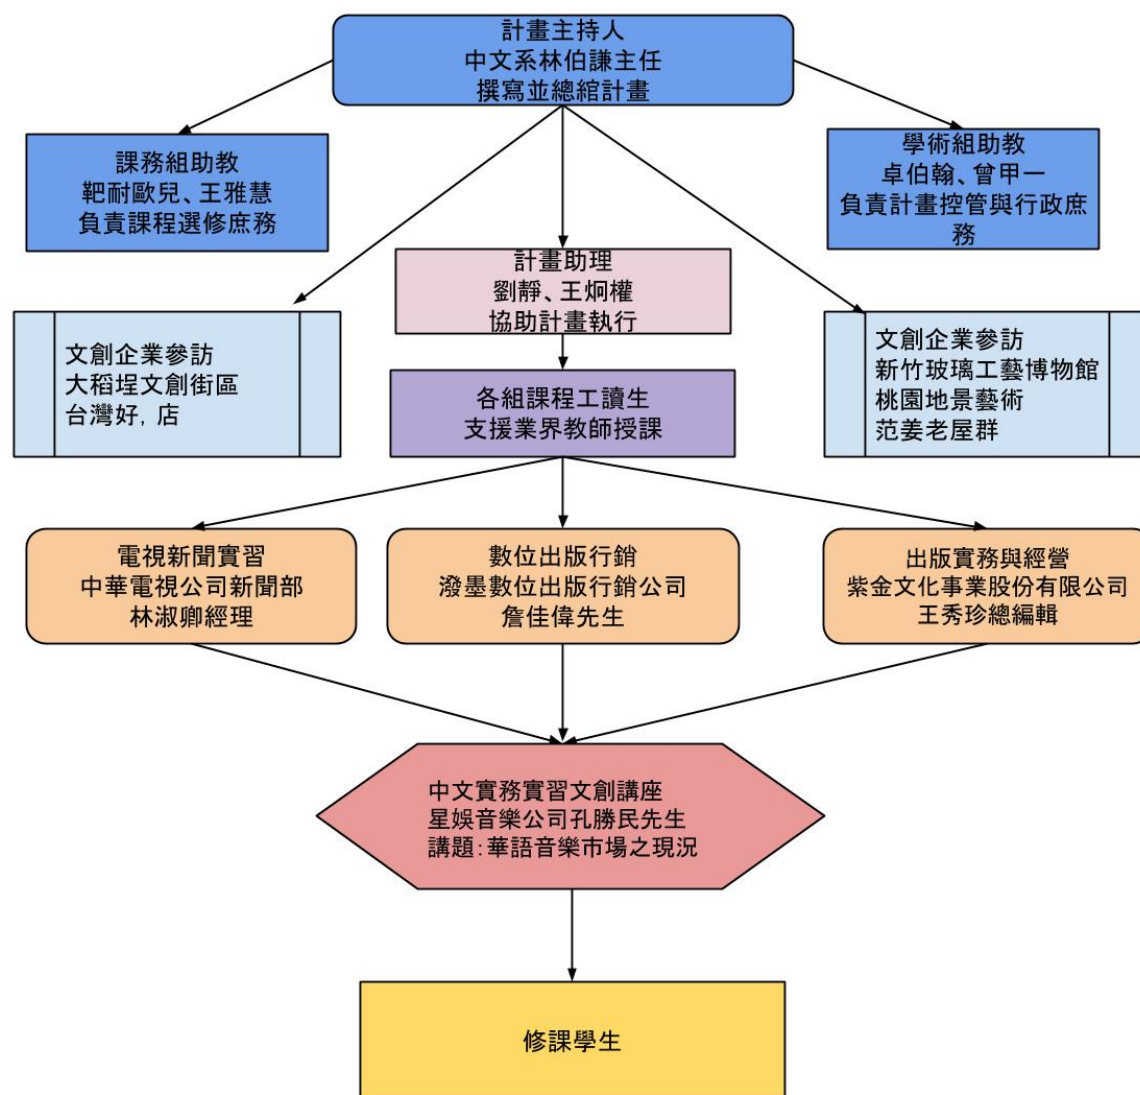 計畫主持人
中文系林伯謙主任
撰寫並總綰計畫
課務組助教
靶耐歐兒、王雅慧
負責課程選修庶務
學術組助教
卓伯翰、曾甲一
負責計畫控管與行政庶
務
計畫助理
劉靜、王炯權
協助計畫執行
文創企業參訪
大稻埕文創街區
台灣好, 店
文創企業參訪
新竹玻璃工藝博物館
桃園地景藝術
范姜老屋群
各組課程工讀生
支援業界教師授課
電視新聞實習
中華電視公司新聞部
林淑卿經理
數位出版行銷
潑墨數位出版行銷公司
詹佳偉先生
出版實務與經營
紫金文化事業股份有限公司
王秀珍總編輯
中文實務實習文創講座
星娛音樂公司孔勝民先生
講題:華語音樂市場之現況
修課學生